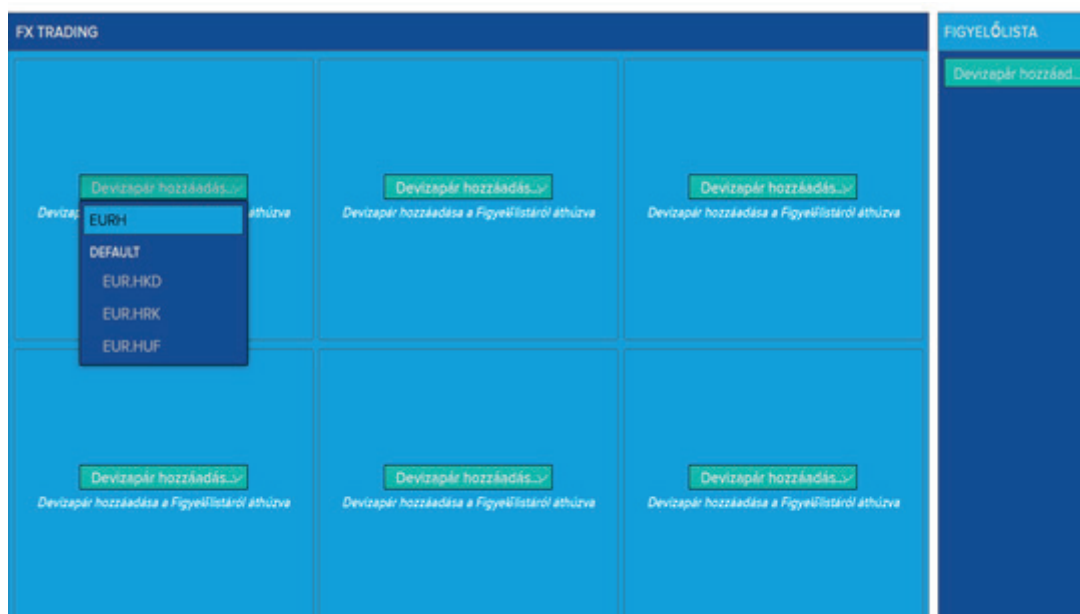 FX TRADING
FIGYELŐLISTA
Devizapár hozzáad...
Devizapár hozzáadás...
Devizapár hozzáadás...
Devizapár hozzáadás...
áthúzva
Devizapár hozzáadása a Figyelőlistáról áthúzva
Devizapár hozzáadása a Figyelőlistáról áthúzva
EURH
DEFAULT
EUR.HKD
EUR.HRK
EUR.HUF
Devizapár hozzáadás...
Devizapár hozzáadás...
Devizapár hozzáadás...
Devizapár hozzáadása a Figyelőlistáról áthúzva
Devizapár hozzáadása a Figyelőlistáról áthúzva
Devizapár hozzáadása a Figyelőlistáról áthúzva